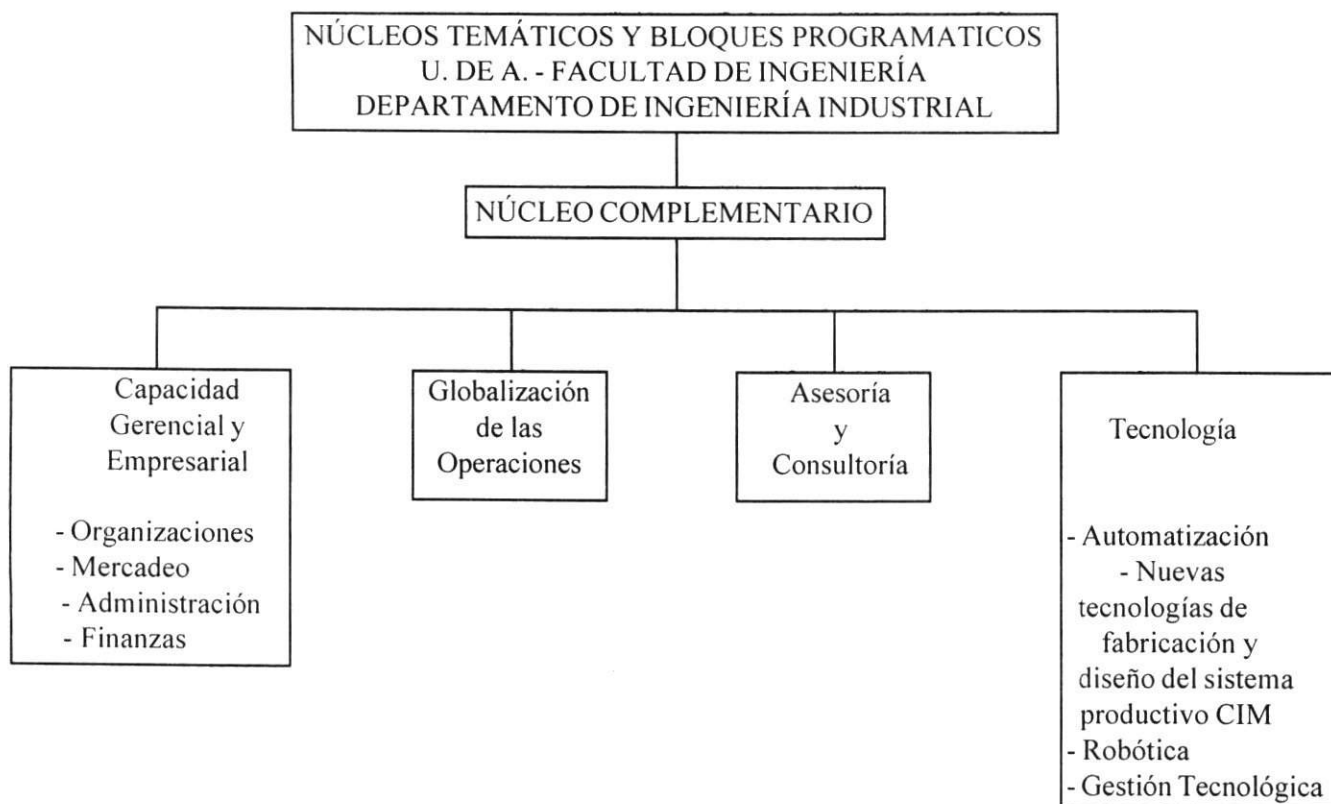 NÚCLEOS TEMÁTICOS Y BLOQUES PROGRAMATICOS
U. DE A. - FACULTAD DE INGENIERÍA
DEPARTAMENTO DE INGENIERÍA INDUSTRIAL
NÚCLEO COMPLEMENTARIO
Capacidad
Gerencial y
Empresarial
- Organizaciones
- Mercadeo
- Administración
- Finanzas
Globalización
de las
Operaciones
Asesoría
y
Consultoría
Tecnología
- Automatización
- Nuevas
tecnologías de
fabricación y
diseño del sistema
productivo CIM
- Robótica
- Gestión Tecnológica